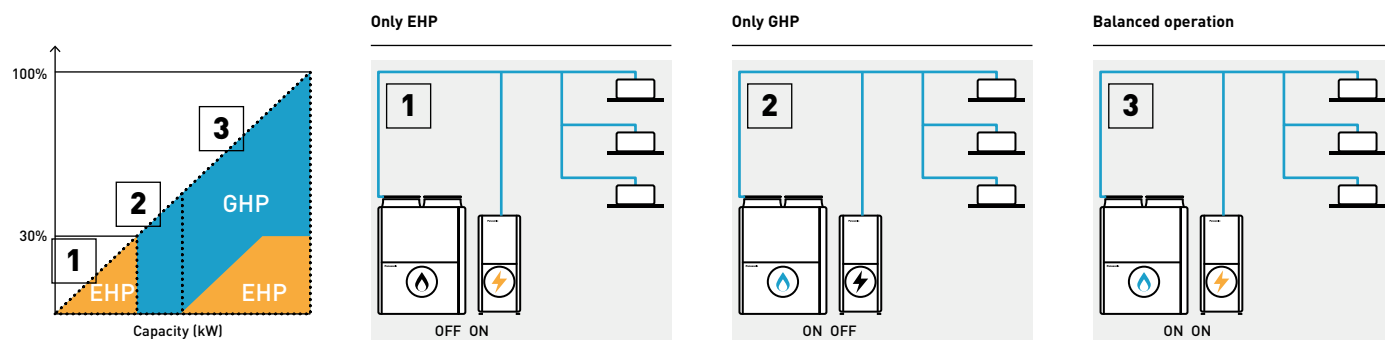 100%
30%
1
2
3
EHP
GHP
EHP
Capacity (kW)
Only EHP
1
OFF ON
Only GHP
2
ON OFF
Balanced operation
3
ON ON